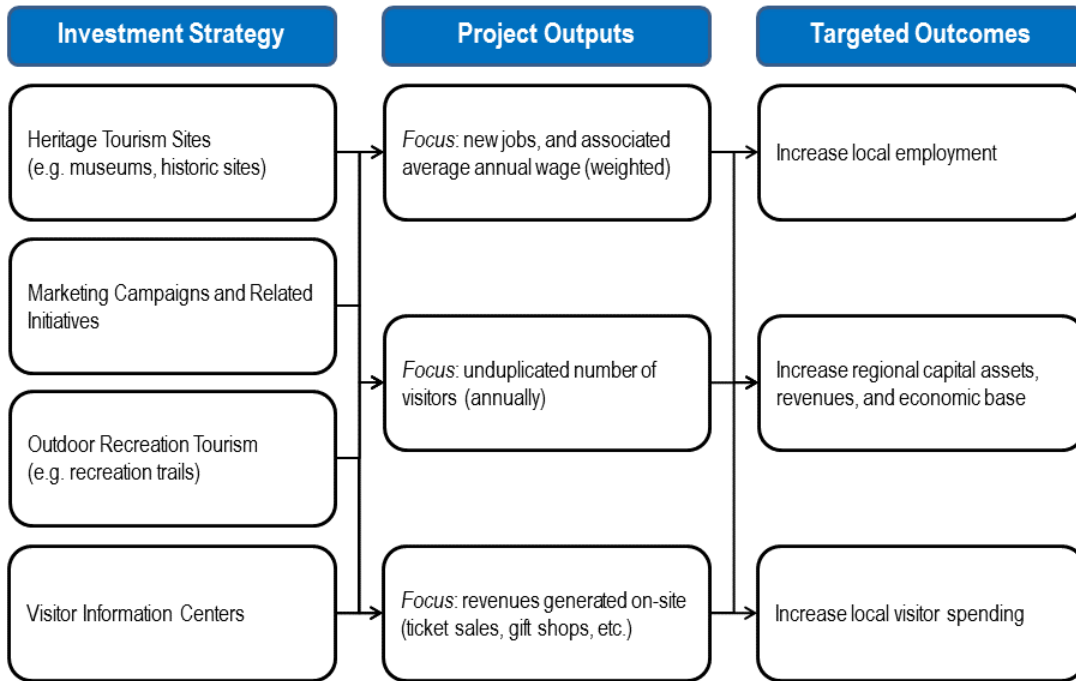 Investment Strategy
Project Outputs
Targeted Outcomes
Heritage Tourism Sites
(e.g. museums, historic sites)
Focus: new jobs, and associated
average annual wage (weighted)
Increase local employment
Marketing Campaigns and Related
Initiatives
Focus: unduplicated number of
visitors (annually)
Increase regional capital assets,
revenues, and economic base
Outdoor Recreation Tourism
(e.g. recreation trails)
Visitor Information Centers
Focus: revenues generated on-site
(ticket sales, gift shops, etc.)
Increase local visitor spending